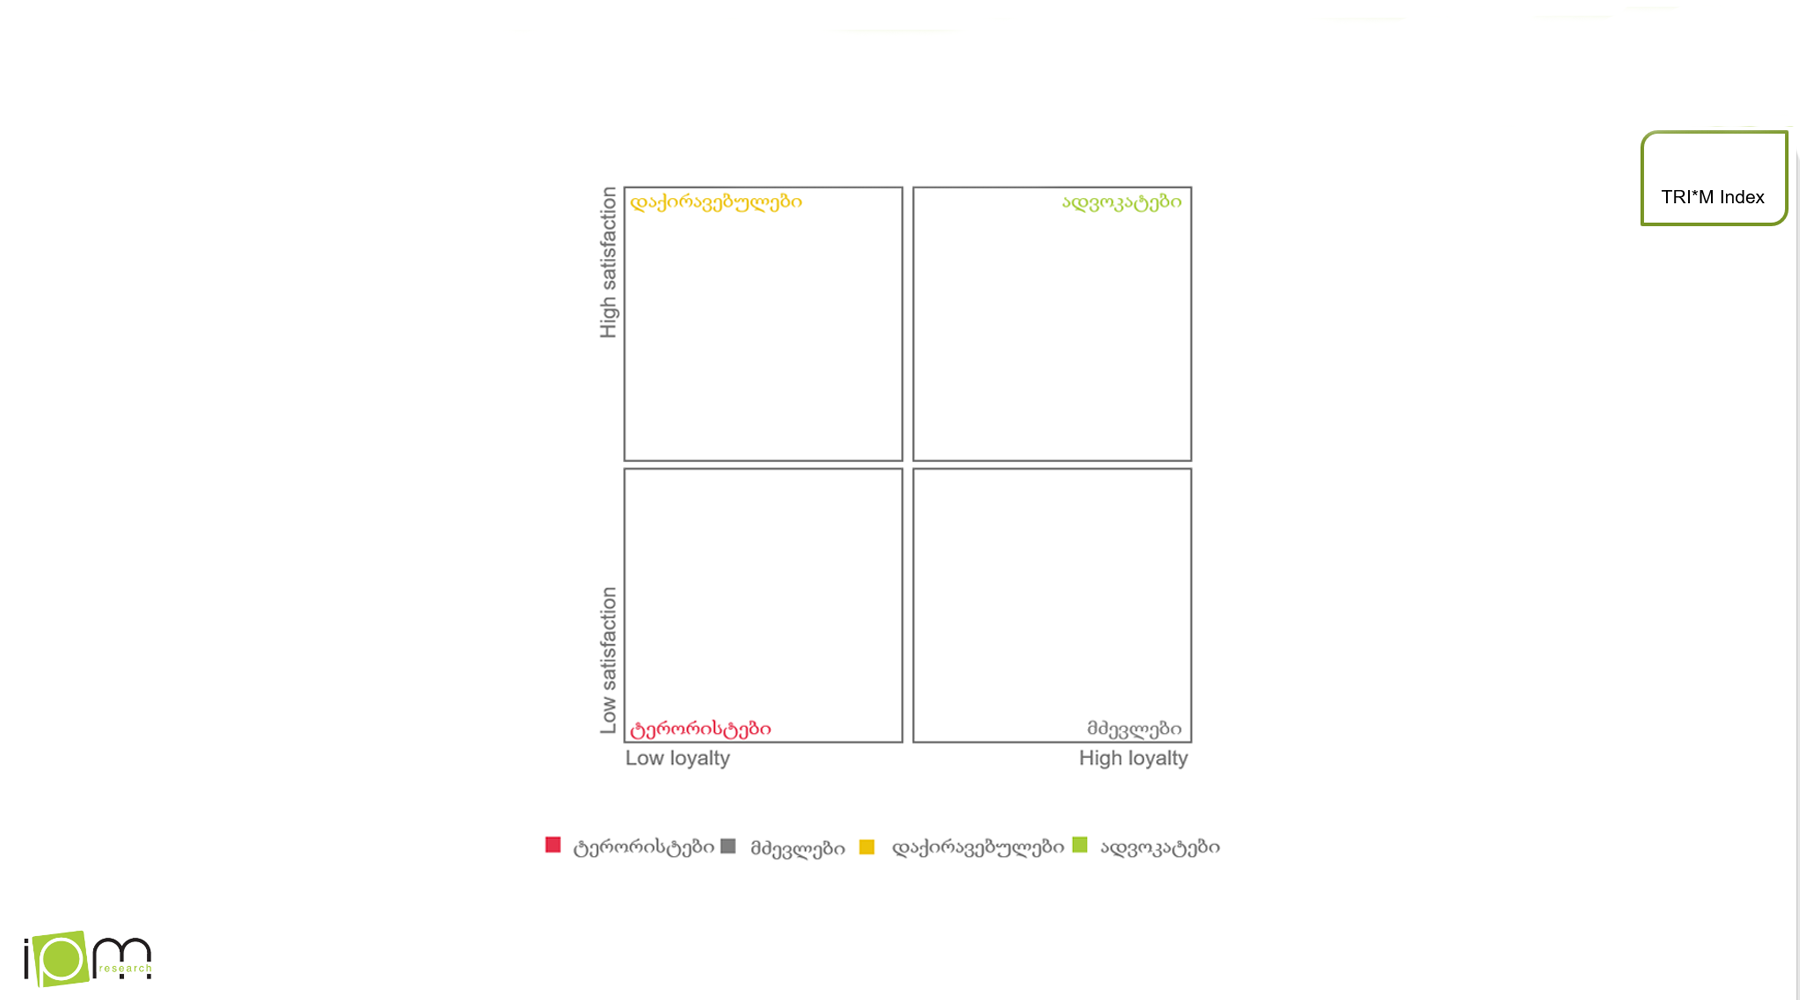 TRI*M Index
High satisfaction
დაქირავებულები
ადვოკატები
Low satisfaction
ტერორისტები
მძევლები
Low loyalty
High loyalty
ტერორისტები
მძევლები
დაქირავებულები
ადვოკატები
ipm
research